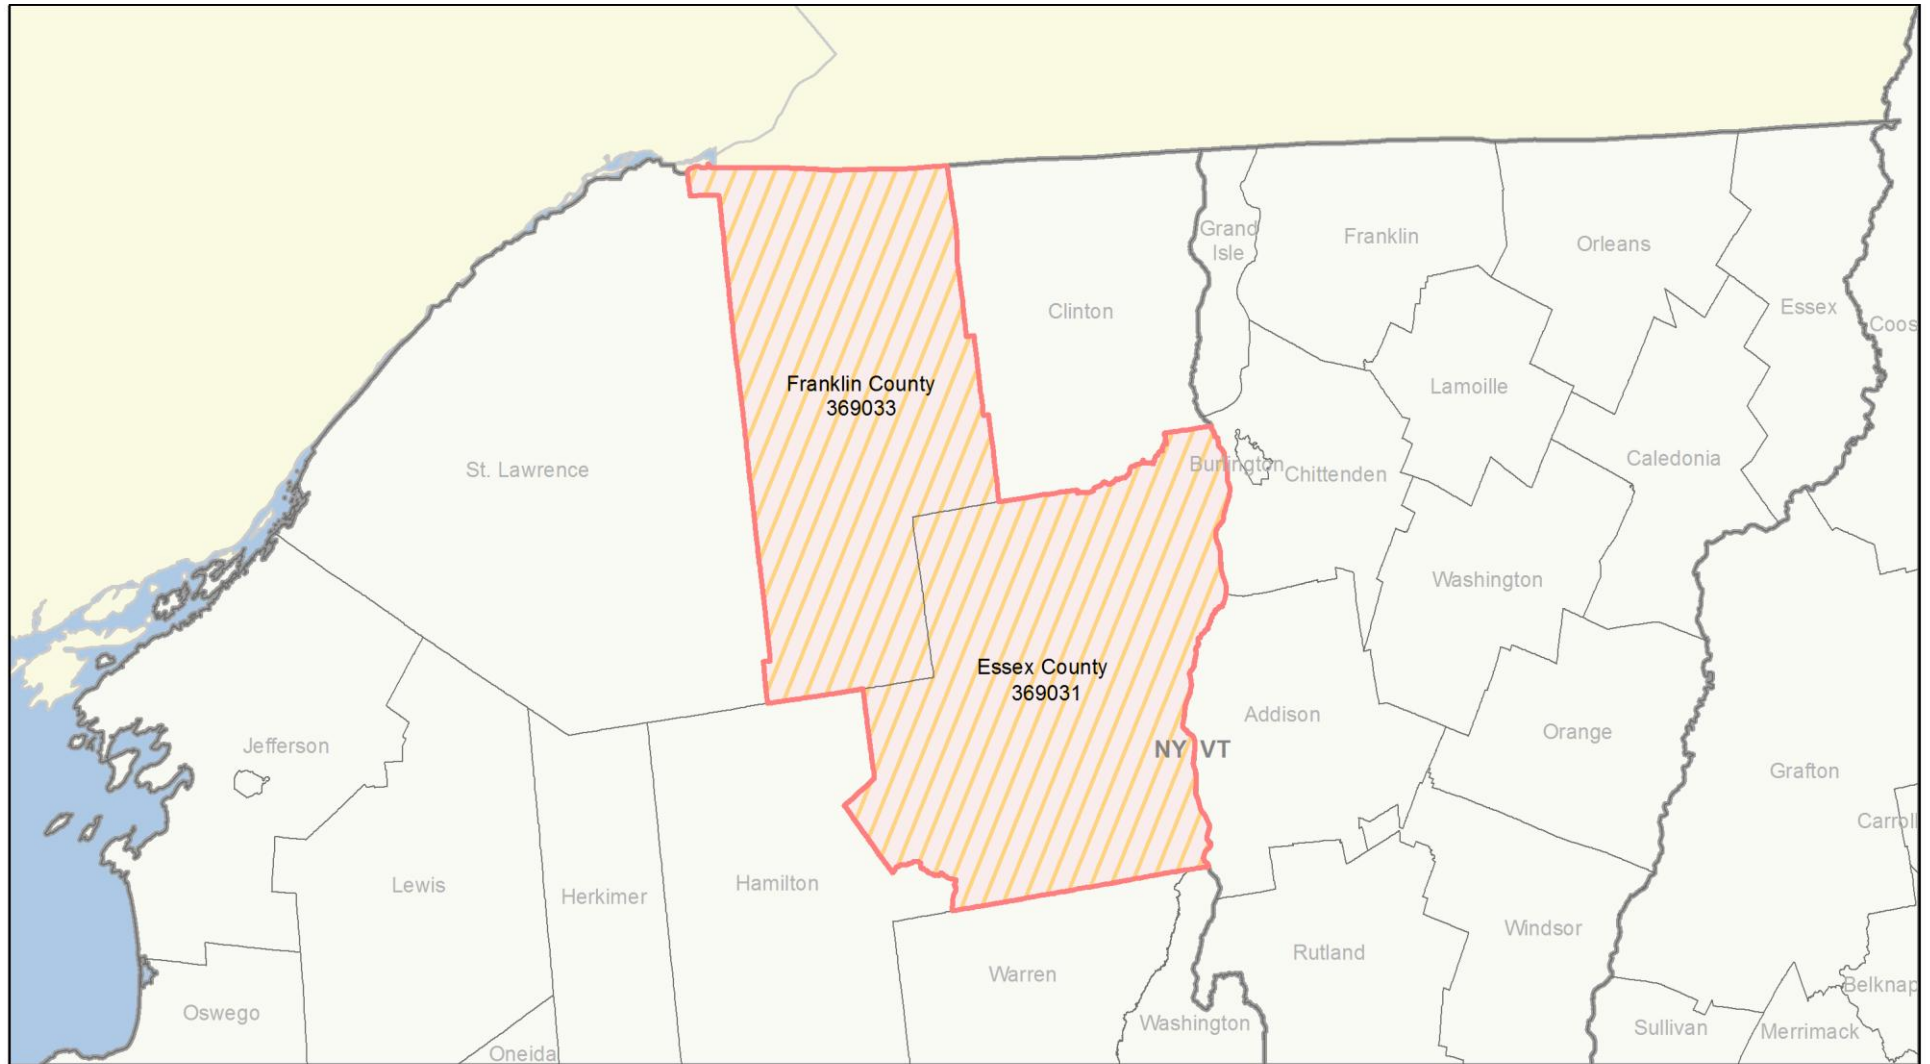 Grand
Isle
Franklin
Orleans
Clinton
Essex
Coos
Franklin County
369033
Lamoille
St. Lawrence
Burlington
Chittenden
Caledonia
Washington
Essex County
369031
Addison
NY VT
Orange
Jefferson
Grafton
Carroll
Lewis
Herkimer
Hamilton
Windsor
Rutland
Warren
Belknap
Oswego
Washington
Sullivan
Merrimack
Oneida